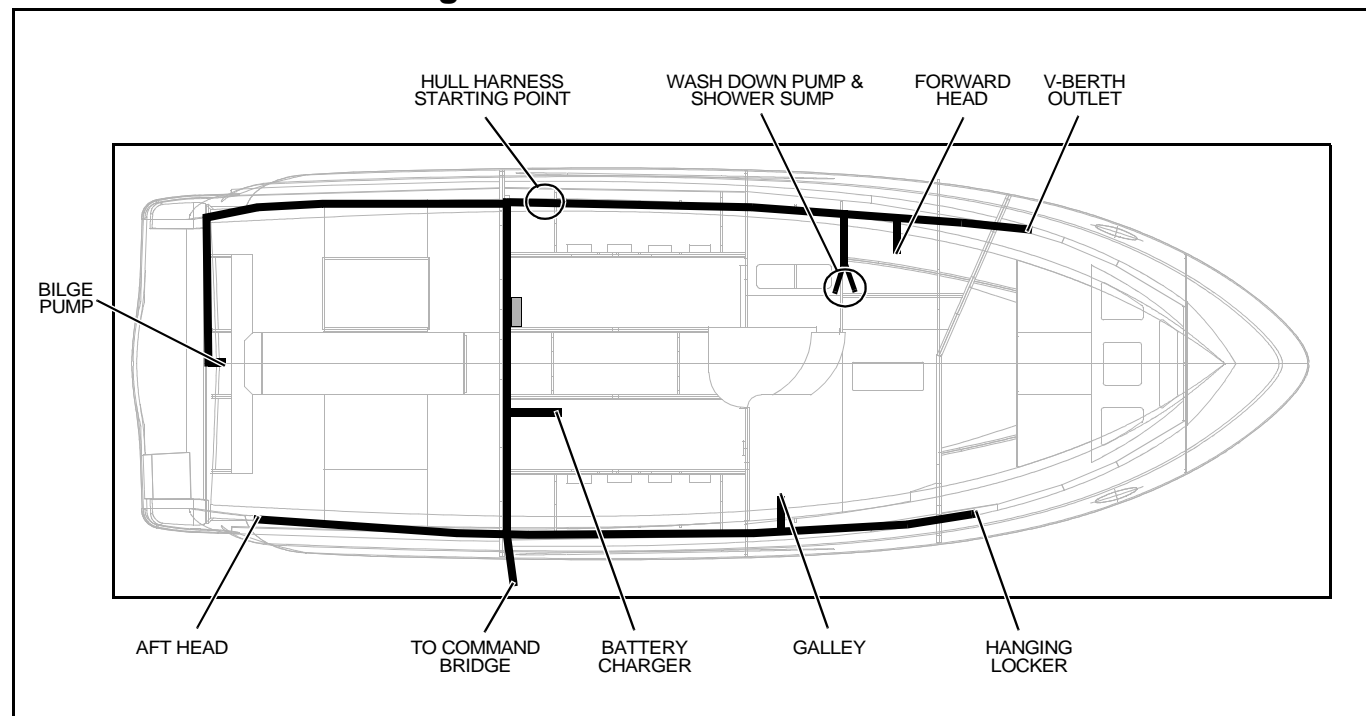 HULL HARNESS
STARTING POINT
WASH DOWN PUMP &
SHOWER SUMP
FORWARD
HEAD
V-BERTH
OUTLET
BILGE
PUMP
AFT HEAD
TO COMMAND
BRIDGE
BATTERY
CHARGER
GALLEY
HANGING
LOCKER